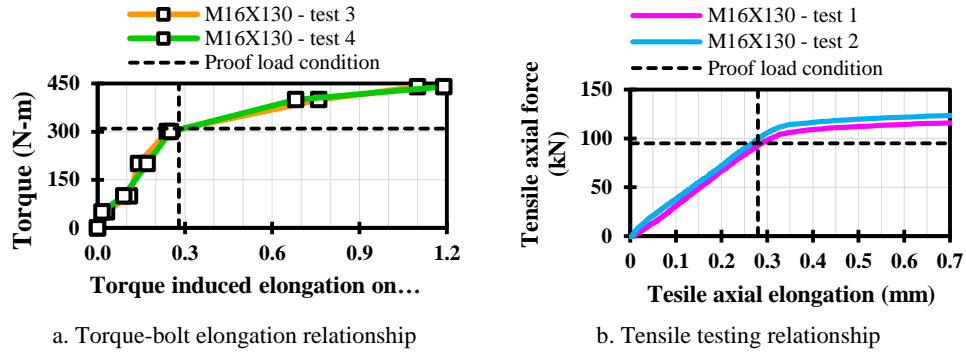 M16X130 - test 3
M16X130 - test 4
Proof load condition
Torque (N-m)
450
300
150
0
0.0 0.3 0.6 0.9 1.2
Torque induced elongation on…
a. Torque-bolt elongation relationship
M16X130 - test 1
M16X130 - test 2
Proof load condition
Tensile axial force
(kN)
150
100
50
0
0 0.1 0.2 0.3 0.4 0.5 0.6 0.7
Tesile axial elongation (mm)
b. Tensile testing relationship